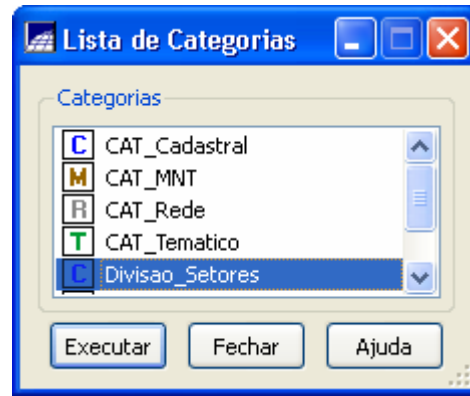 Lista de Categorias
Categorias
C CAT_Cadastral
M CAT_MNT
R CAT_Rede
T CAT_Tematico
C Divisao_Setores
Executar Fechar Ajuda